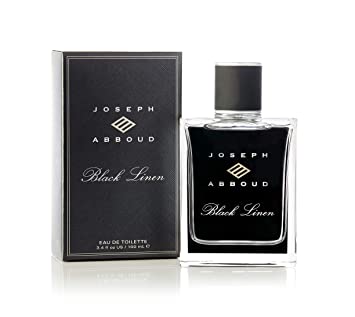 JOSEPH
ABBOUD
Black Linen
EAU DE TOILETTE
3.4 fl oz US / 100 mL ℮
JOSEPH
ABBOUD
Black Linen